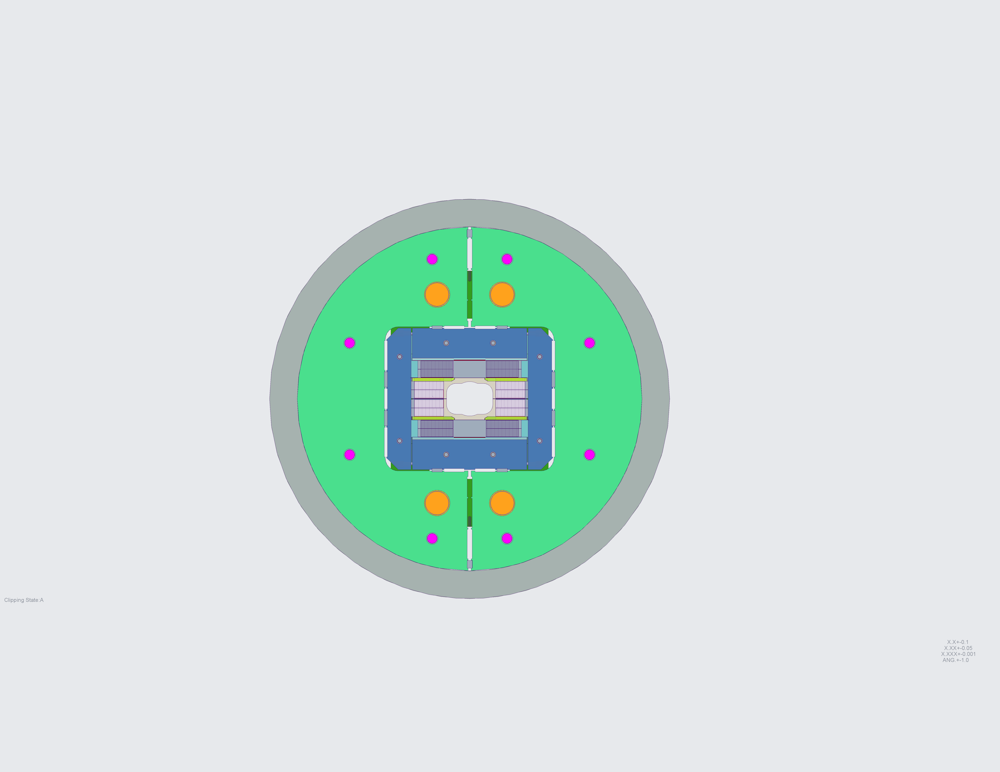 Clipping State:A
X.X+-0.1
X.XX+-0.05
X.XXX+-0.001
ANG.+-1.0